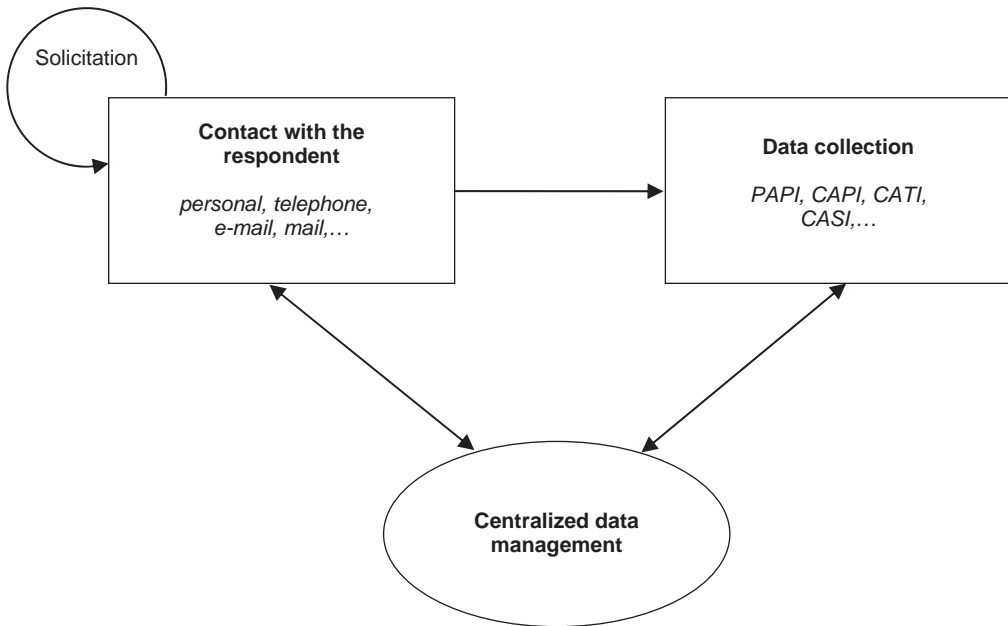 Solicitation
Contact with the
respondent
personal, telephone,
e-mail, mail,...
Data collection
PAPI, CAPI, CATI,
CASI,...
Centralized data
management